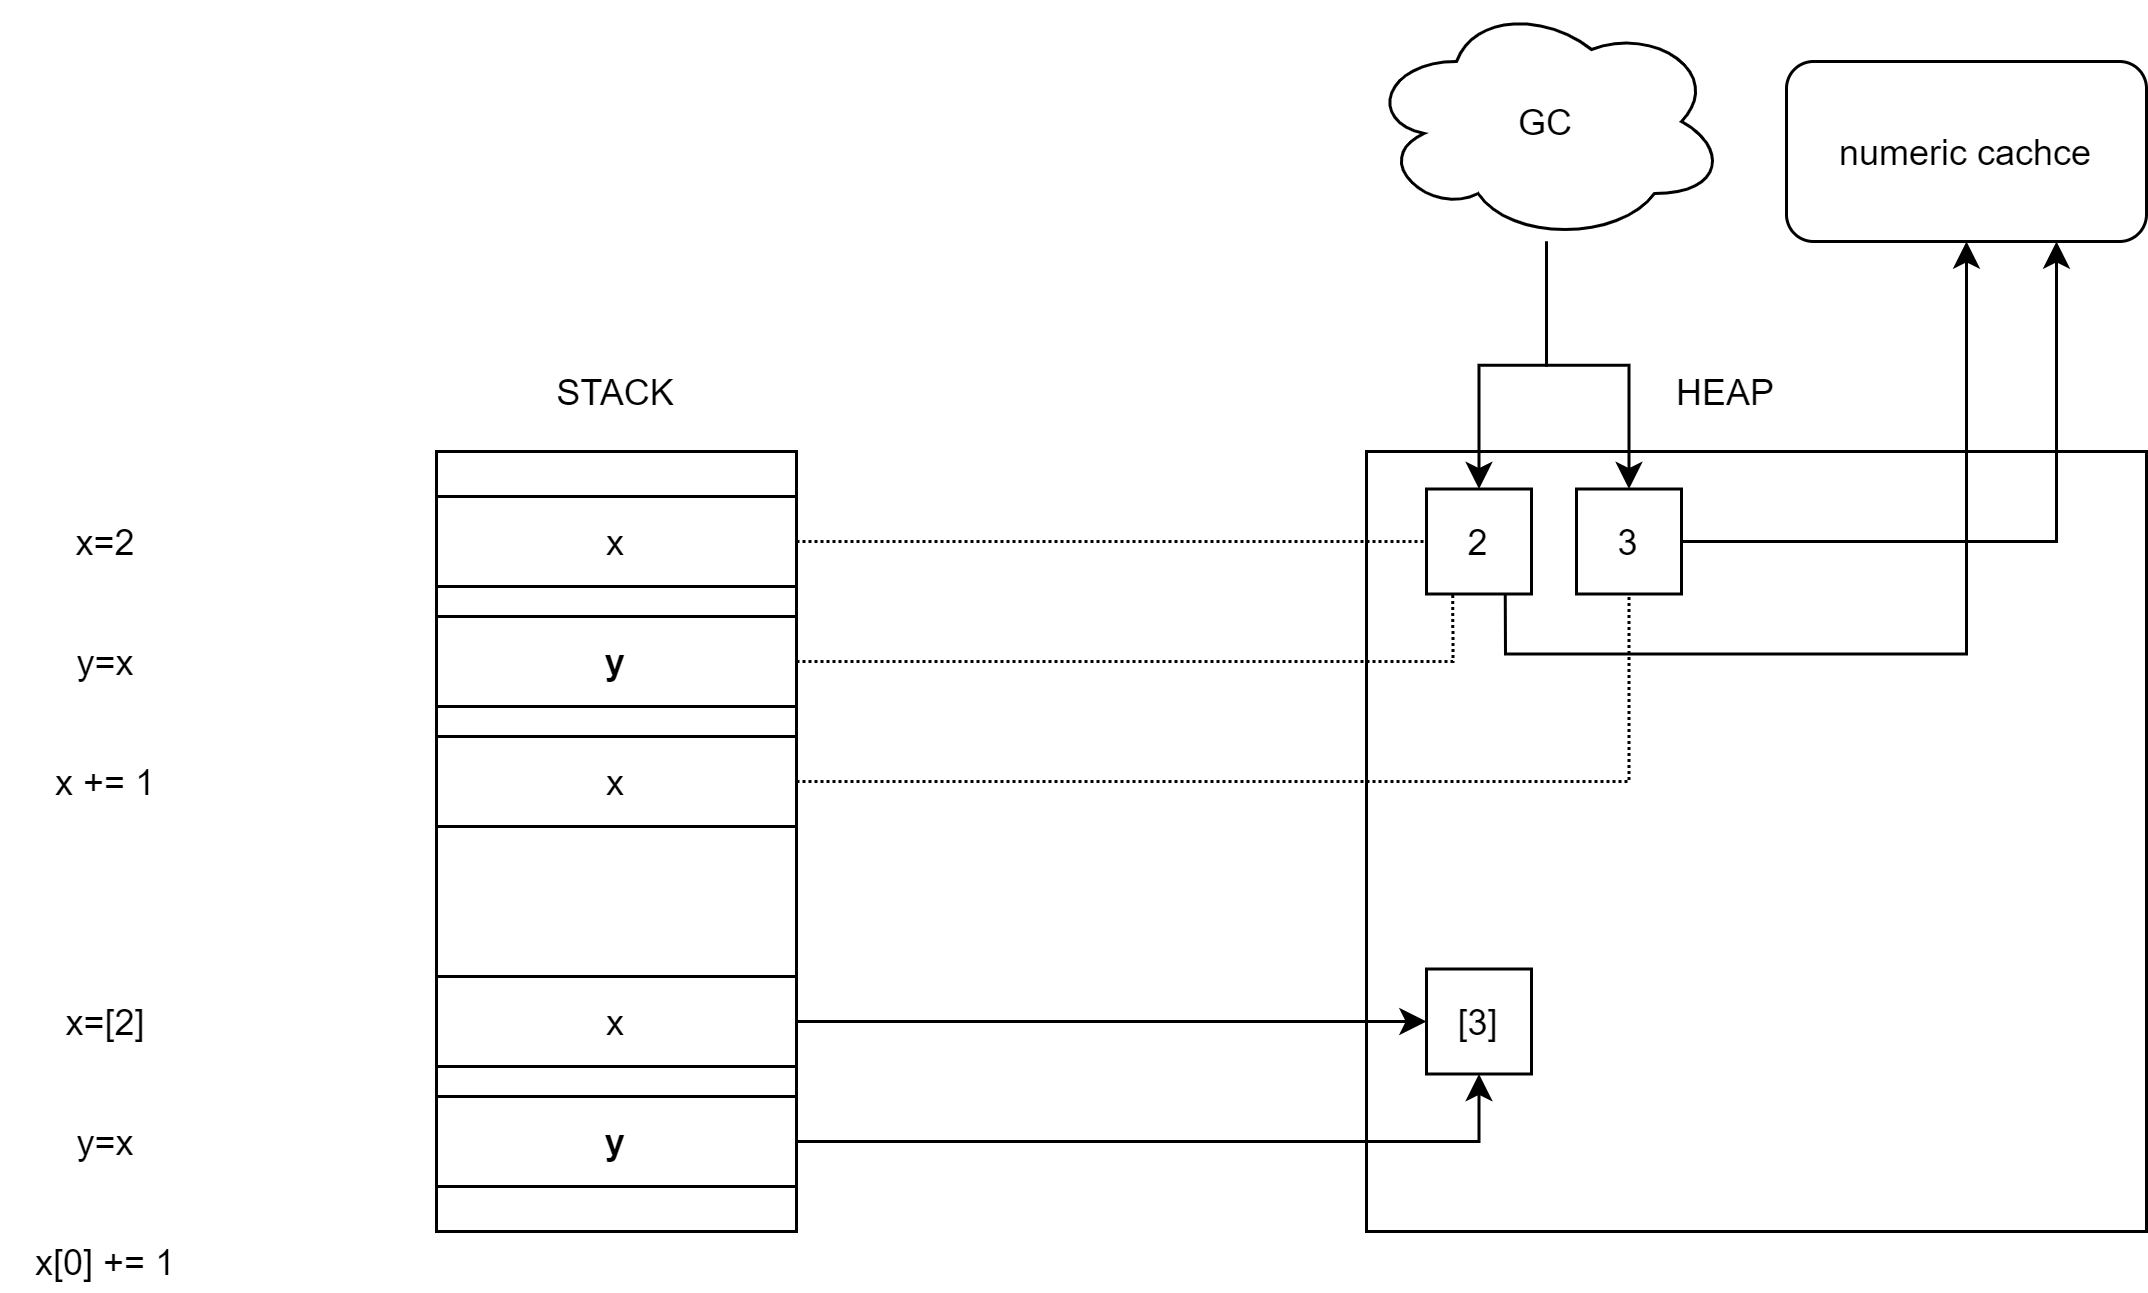 GC
numeric cachce
STACK
HEAP
x=2
x
2
3
y=x
y
x += 1
x
x=[2]
x
[3]
y=x
y
x[0] += 1